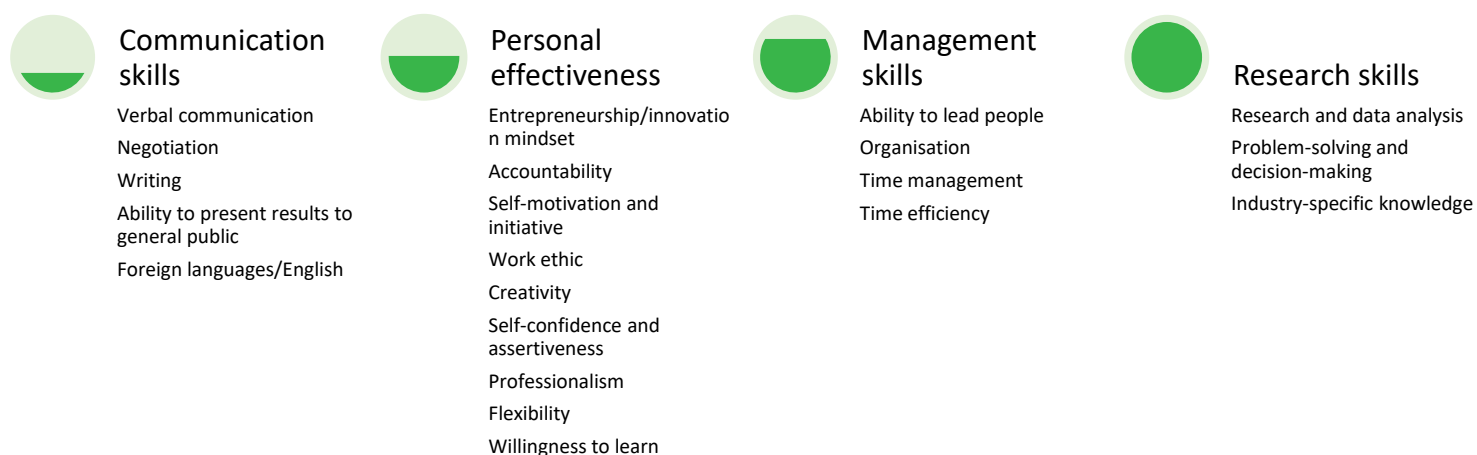 Communication
skills
Verbal communication
Negotiation
Writing
Ability to present results to
general public
Foreign languages/English
Personal
effectiveness
Entrepreneurship/innovatio
n mindset
Accountability
Self-motivation and
initiative
Work ethic
Creativity
Self-confidence and
assertiveness
Professionalism
Flexibility
Willingness to learn
Management
skills
Ability to lead people
Organisation
Time management
Time efficiency
Research skills
Research and data analysis
Problem-solving and
decision-making
Industry-specific knowledge